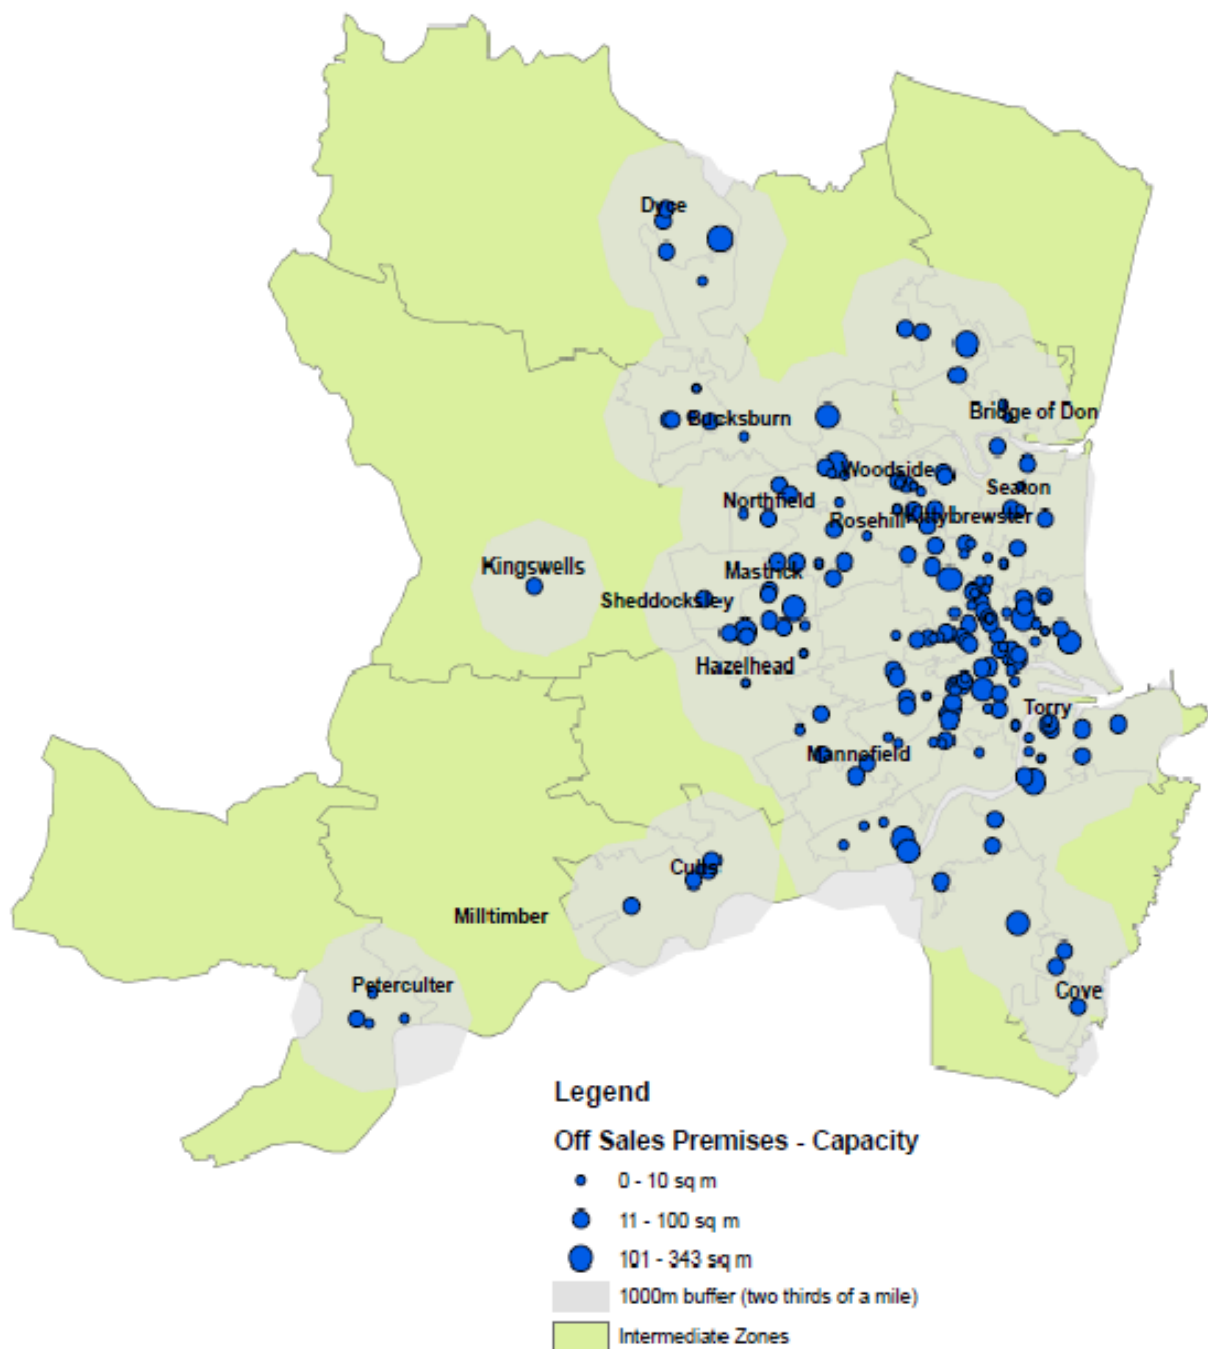 Dyce
Bridge of Don
Bucksburn
Woodside
Seaton
Northfield
Rosehill
Kittybrewster
Kingswells
Mastrick
Sheddocksley
Hazelhead
Torry
Mannofield
Cults
Milltimber
Peterculter
Cove
Legend
Off Sales Premises - Capacity
0 - 10 sq m
11 - 100 sq m
101 - 343 sq m
1000m buffer (two thirds of a mile)
Intermediate Zones